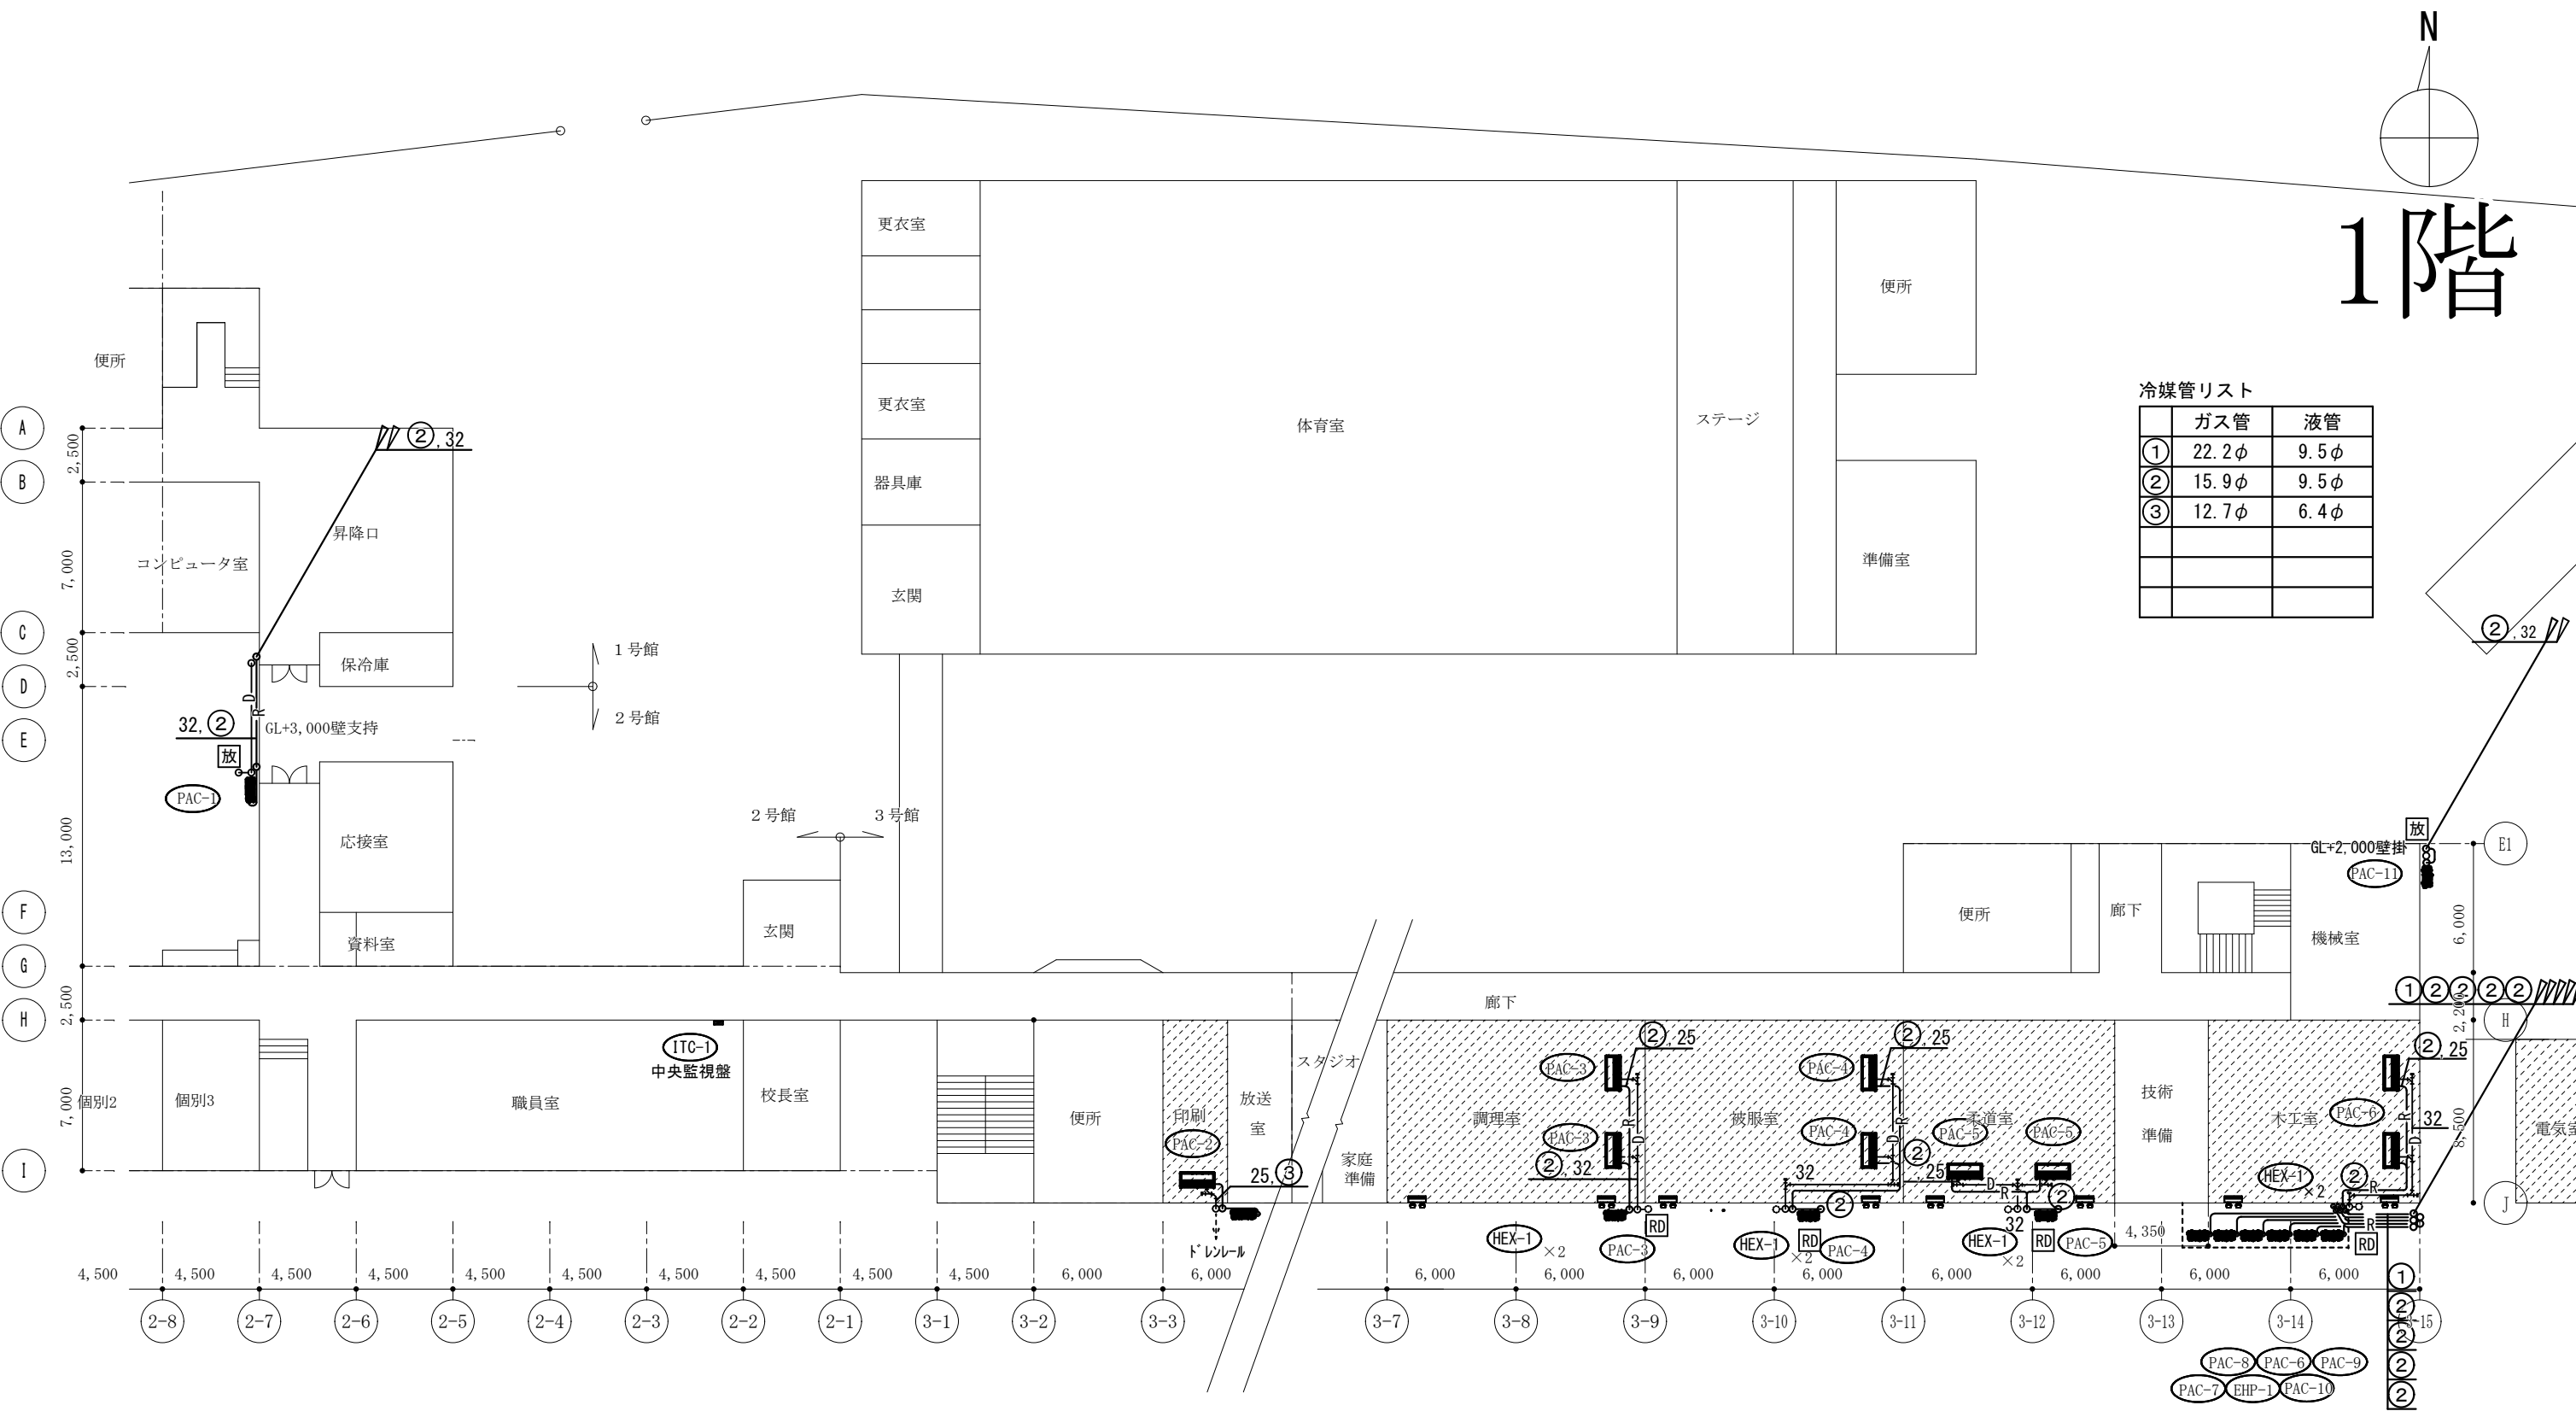 N
1階
更衣室
便所
便所
冷媒管リスト
ガス管 液管
① 22.2φ 9.5φ
② 15.9φ 9.5φ
③ 12.7φ 6.4φ
更衣室
体育室
ステージ
A
②,32
2,500
B
器具庫
昇降口
7,000
コンピュータ室
準備室
玄関
C
②,32
1号館
保冷庫
2,500
D
D
R
32,②
GL+3,000壁支持
2号館
E
放
PAC-1
2号館 3号館
放
応接室
13,000
GL+2,000壁掛
E1
PAC-11
F
便所
廊下
6,000
玄関
資料室
機械室
G
①②②②②
2,500
廊下
2,200
H
H
ITC-1
中央監視盤
②,25
②,25
②,25
スタジオ
PAC-3
PAC-4
校長室
7,000
個別2
個別3
職員室
放送
室
技術
準備
便所
印刷
PAC-2
調理室
被服室
柔道室
木工室
PAC-6
32
8,500
電気室
PAC-3
PAC-4
PAC-5
PAC-5
R
D
D
R
R
D
家庭
準備
②,32
②
,25
25,③
32
HEX-1
×2
②
I
②
D
R
②
R
J
32
RD
RD
RD
R
RD
HEX-1
×2
PAC-3
HEX-1
×2
PAC-4
HEX-1
×2
PAC-5
4,350
ドレンレール
4,500 4,500 4,500 4,500 4,500 4,500 4,500 4,500 4,500 4,500 6,000 6,000 6,000 6,000 6,000 6,000 6,000 6,000 6,000 6,000
①
②
②
②
②
2-8 2-7 2-6 2-5 2-4 2-3 2-2 2-1 3-1 3-2 3-3 3-7 3-8 3-9 3-10 3-11 3-12 3-13 3-14 3-15
PAC-8 PAC-6 PAC-9
PAC-7 EHP-1 PAC-10